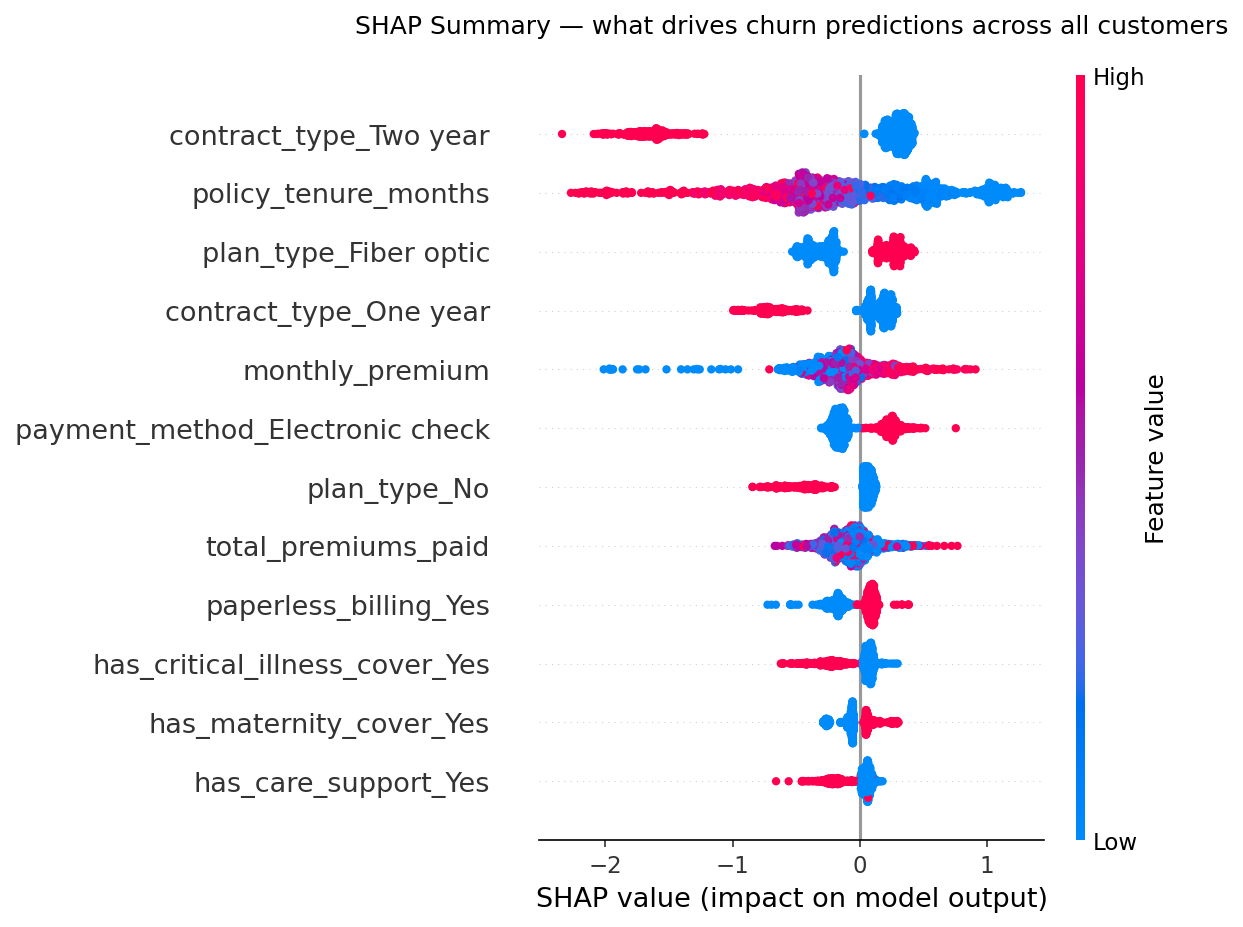 SHAP Summary — what drives churn predictions across all customers
High
contract_type_Two year
policy_tenure_months
plan_type_Fiber optic
contract_type_One year
monthly_premium
payment_method_Electronic check
plan_type_No
total_premiums_paid
paperless_billing_Yes
has_critical_illness_cover_Yes
has_maternity_cover_Yes
has_care_support_Yes
Feature value
Low
−2 −1 0 1
SHAP value (impact on model output)